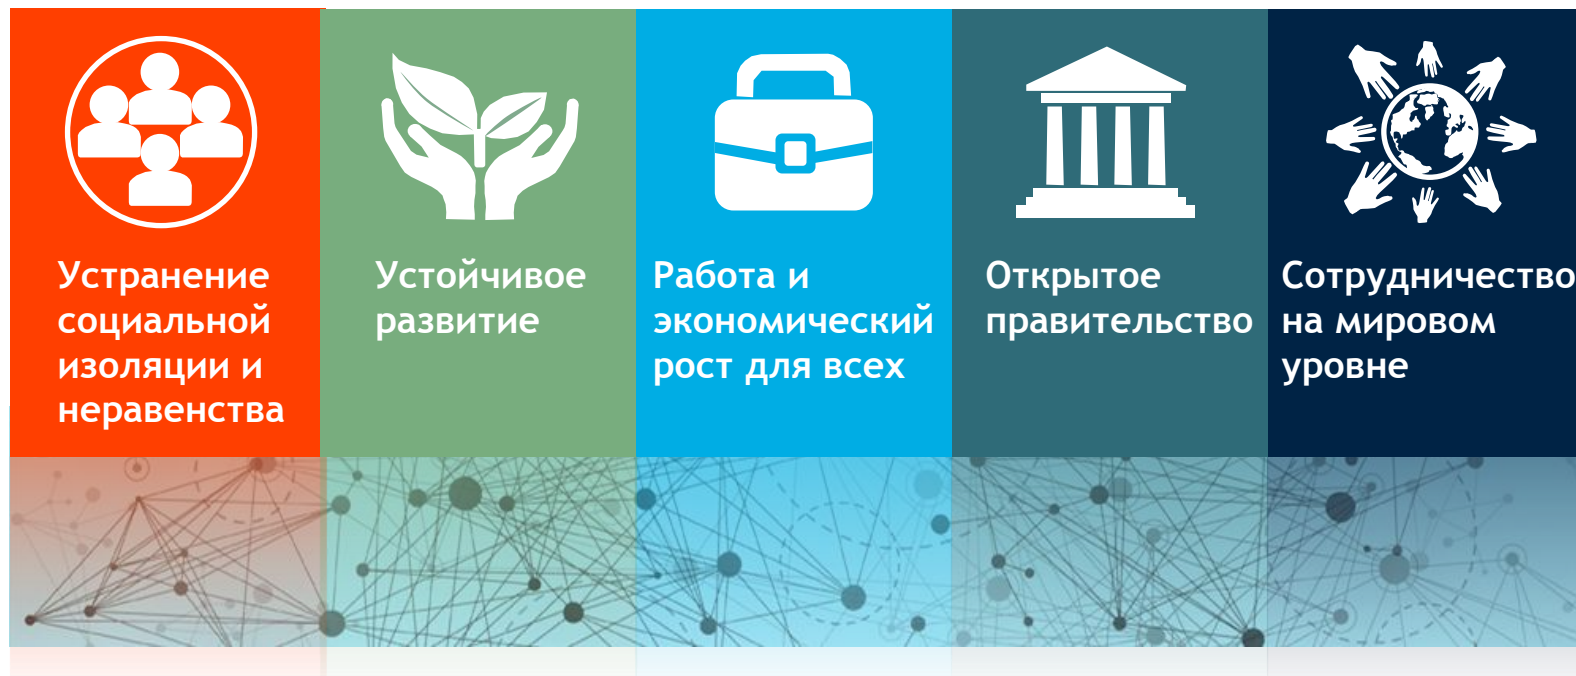 Устранение
социальной
изоляции и
неравенства
Устойчивое
развитие
Работа и
экономический
рост для всех
Открытое
правительство
Сотрудничество
на мировом
уровне